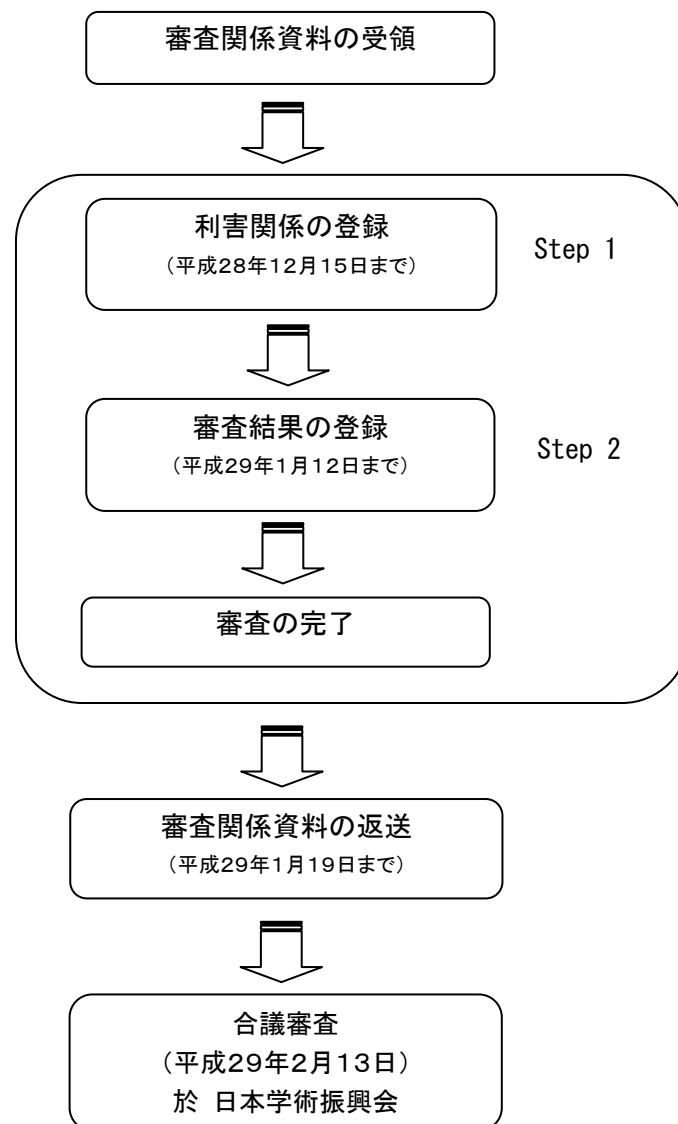 審査関係資料の受領
利害関係の登録
（平成２８年１２月１５日まで）
Step 1
審査結果の登録
（平成２９年１月１２日まで）
Step 2
審査の完了
審査関係資料の返送
（平成２９年１月１９日まで）
合議審査
（平成２９年２月１３日）
於 日本学術振興会